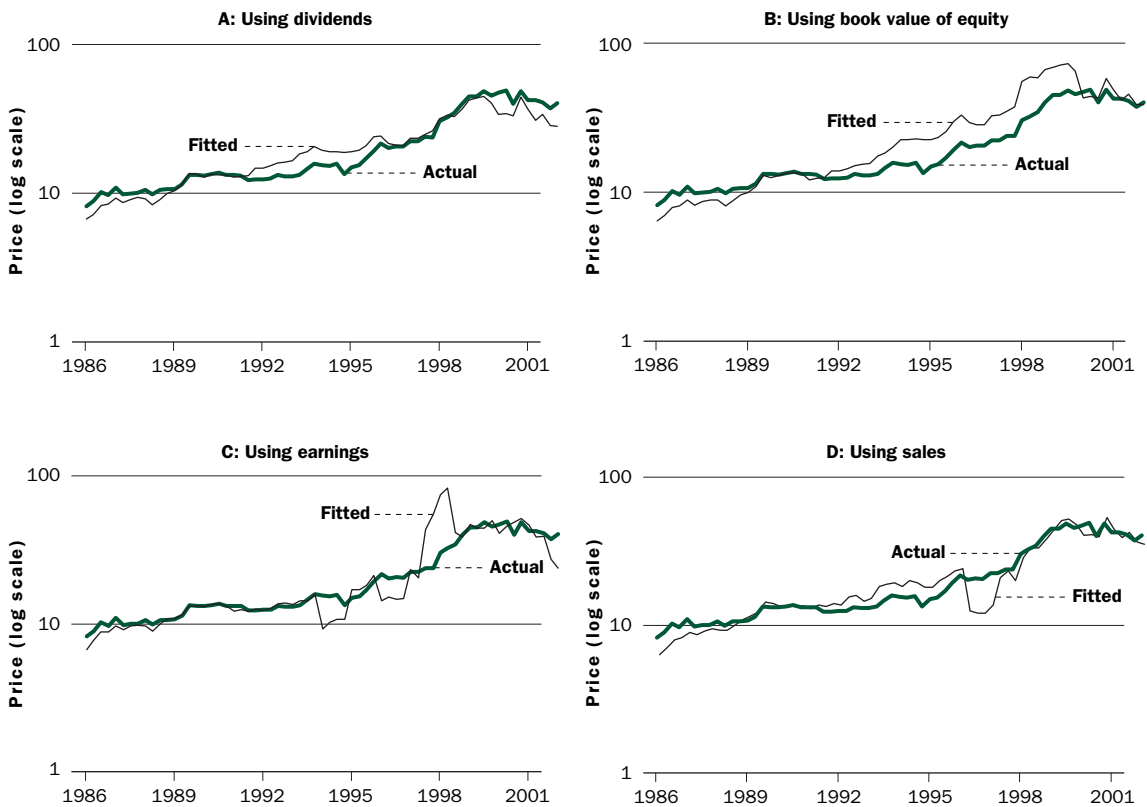 A: Using dividends
100
10
1
Price (log scale)
Fitted
Actual
1986 1989 1992 1995 1998 2001
B: Using book value of equity
100
10
1
Price (log scale)
Fitted
Actual
1986 1989 1992 1995 1998 2001
C: Using earnings
100
10
1
Price (log scale)
Fitted
Actual
1986 1989 1992 1995 1998 2001
D: Using sales
100
10
1
Price (log scale)
Actual
Fitted
1986 1989 1992 1995 1998 2001